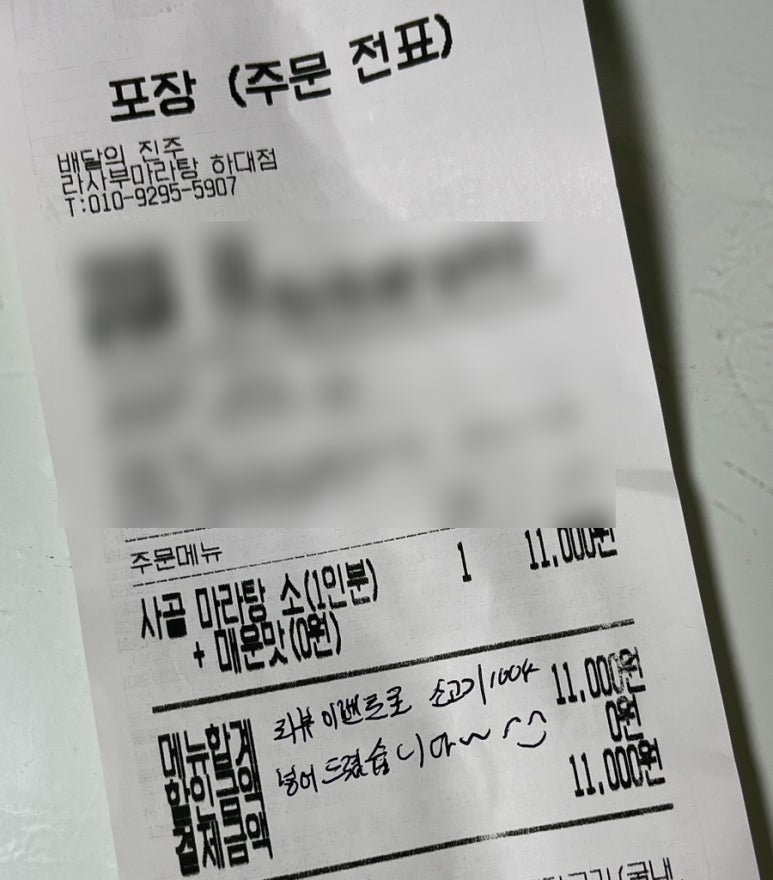 포장 (주문 전표)
배달의 진주
라사부마라탕 하대점
T:010-9295-5907
주문메뉴
사골 마라탕 소(1인분) 1 11,000원
+ 매운맛(0원)
메뉴합계 11,000원
할인금액 0원
결제금액 11,000원
리뷰 이벤트로 소고기 100g
넣어 드렸습니다~ ^^